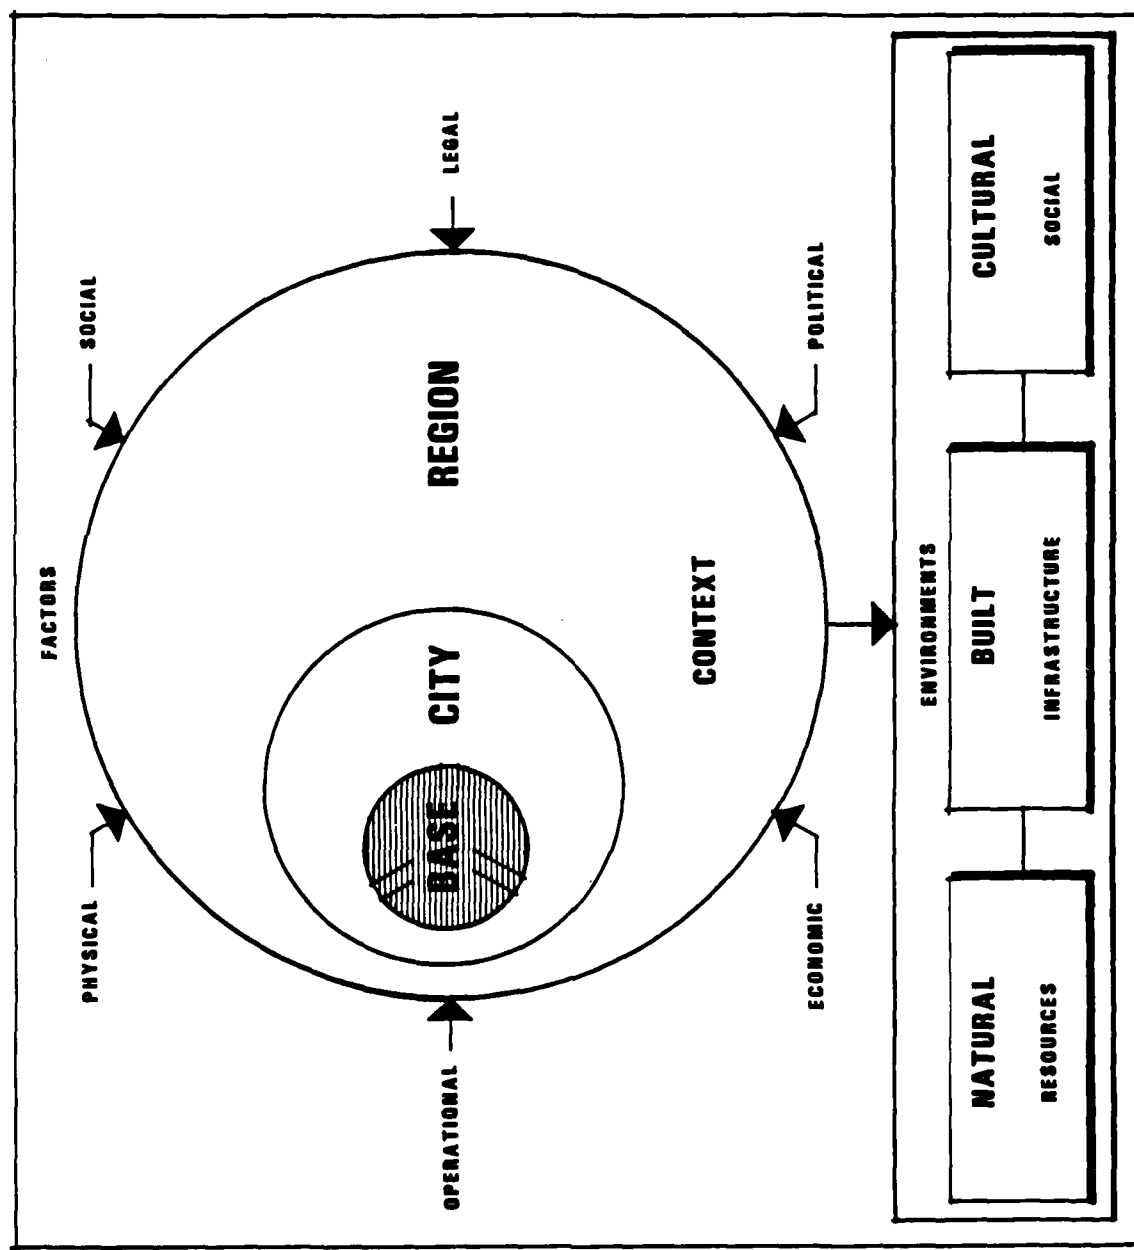 FACTORS
PHYSICAL
SOCIAL
OPERATIONAL
BASE
CITY
REGION
LEGAL
CONTEXT
ECONOMIC
POLITICAL
ENVIRONMENTS
NATURAL
RESOURCES
BUILT
INFRASTRUCTURE
CULTURAL
SOCIAL